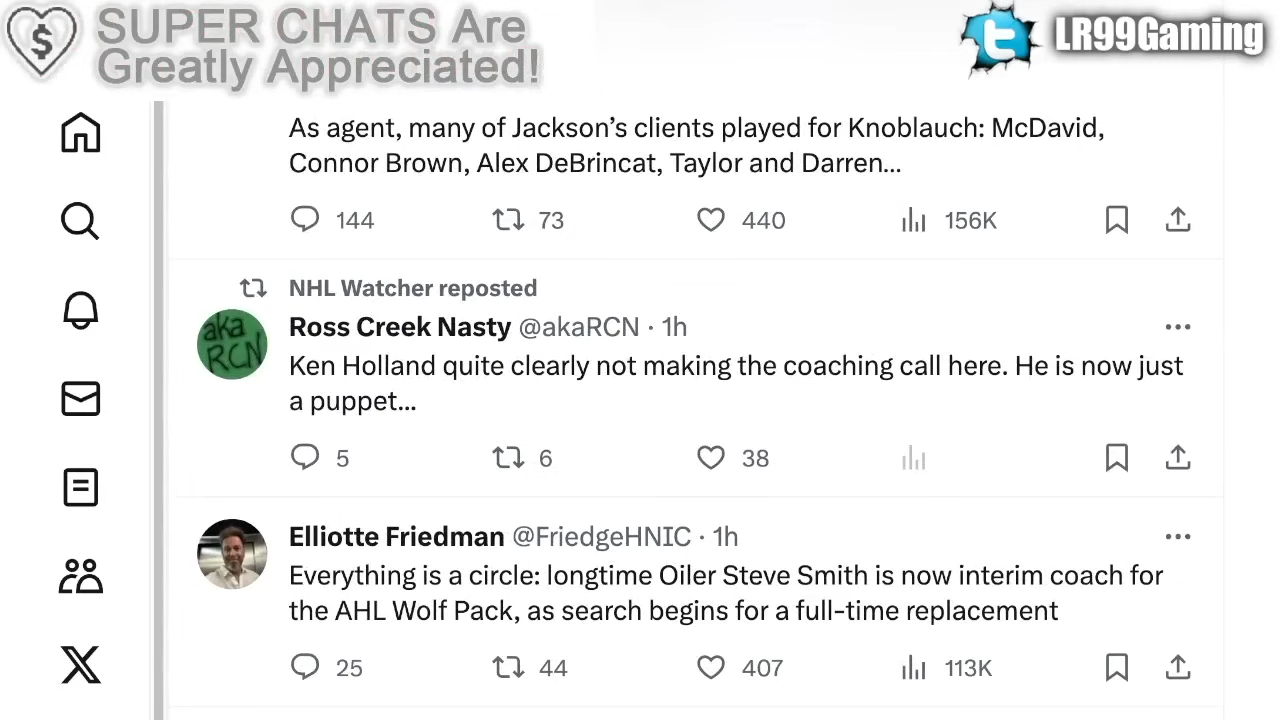 SUPER CHATS Are
Greatly Appreciated!
LR99Gaming
As agent, many of Jackson’s clients played for Knoblauch: McDavid,
Connor Brown, Alex DeBrincat, Taylor and Darren...
144 73 440 156K
NHL Watcher reposted
aka
RCN
Ross Creek Nasty @akaRCN · 1h
Ken Holland quite clearly not making the coaching call here. He is now just
a puppet...
5 6 38
Elliotte Friedman @FriedgeHNIC · 1h
Everything is a circle: longtime Oiler Steve Smith is now interim coach for
the AHL Wolf Pack, as search begins for a full-time replacement
25 44 407 113K